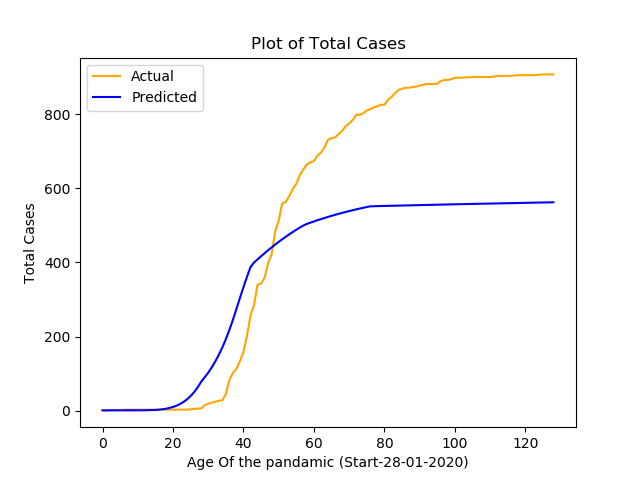 Plot of Total Cases
Actual
Predicted
Total Cases
800
600
400
200
0
0 20 40 60 80 100 120
Age Of the pandamic (Start-28-01-2020)